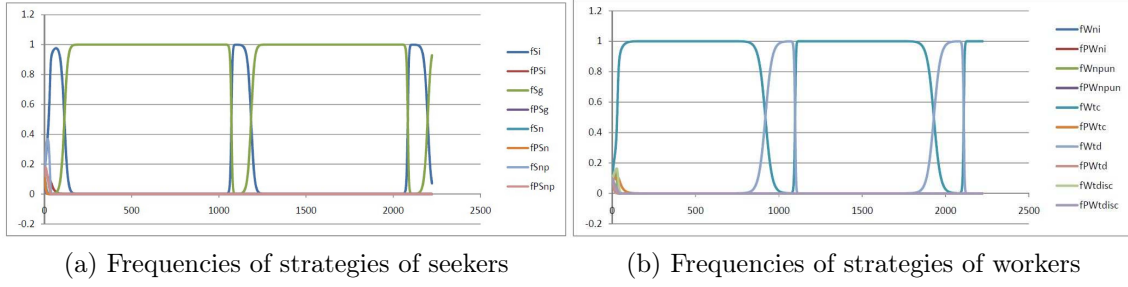 1.2
1
0.8
0.6
0.4
0.2
0
-0.2
0
500
1000
1500
2000
2500
fSi
fPSi
fSg
fPSg
fSn
fPSn
fSnp
fPSnp
1.2
1
0.8
0.6
0.4
0.2
0
-0.2
0
500
1000
1500
2000
2500
fWni
fPWni
fWnpun
fPWnpun
fWtc
fPWtc
fWtd
fPWtd
fWtdisc
fPWtdisc
(a) Frequencies of strategies of seekers
(b) Frequencies of strategies of workers